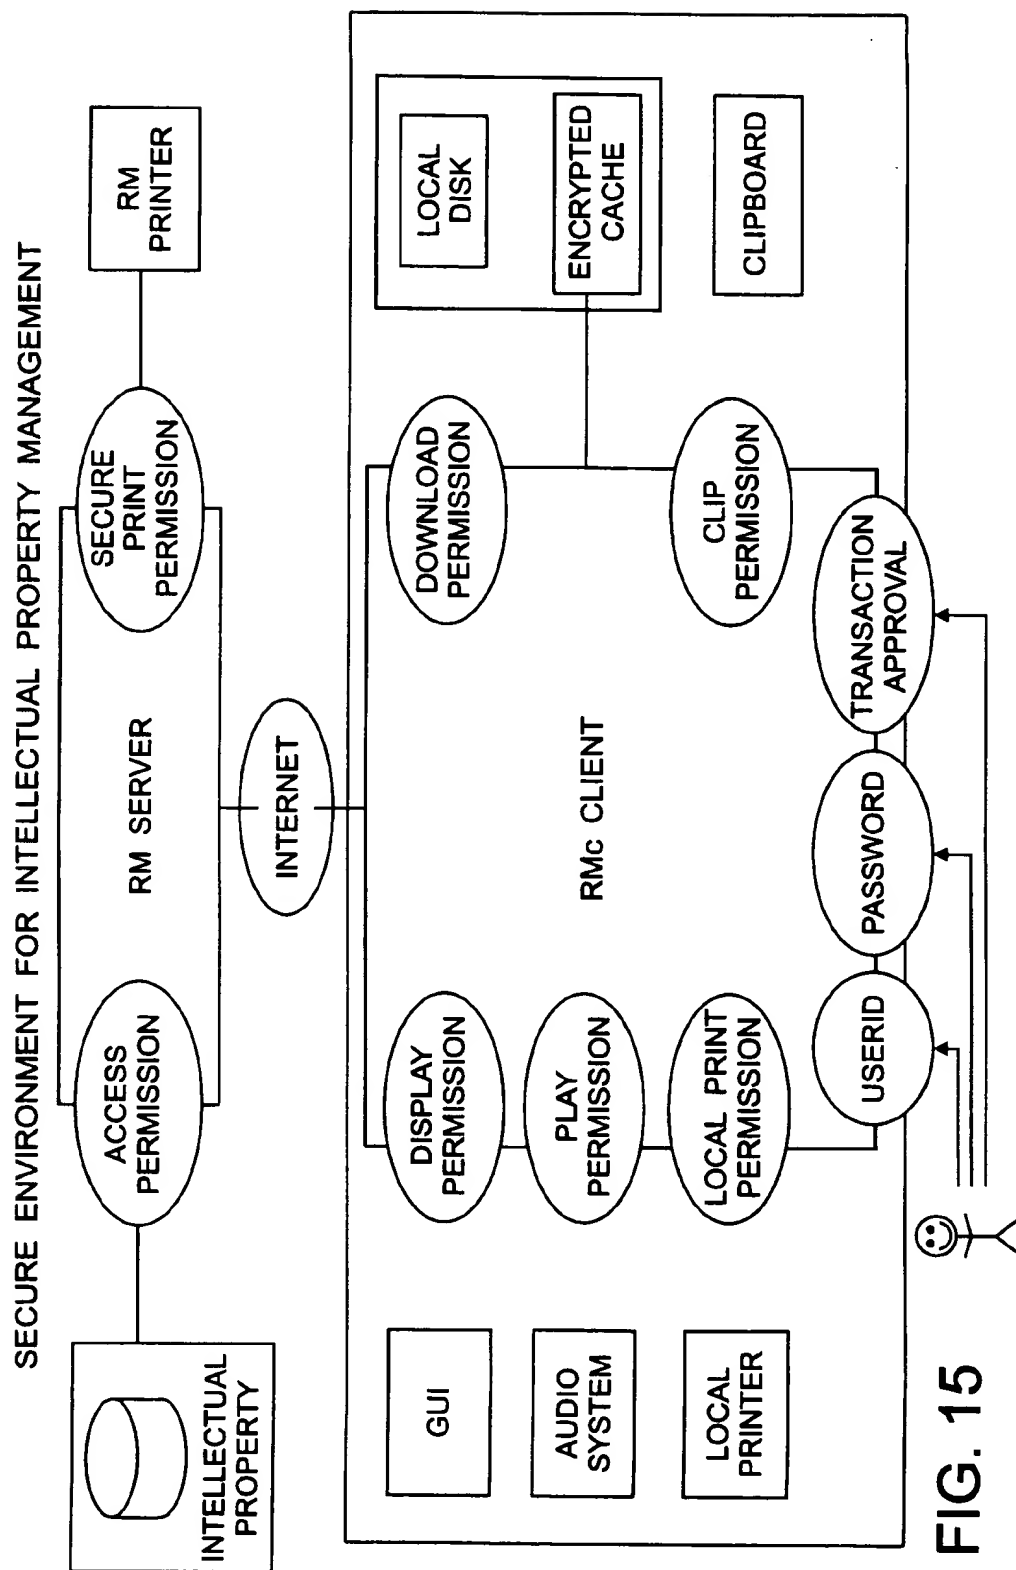 SECURE ENVIRONMENT FOR INTELLECTUAL PROPERTY MANAGEMENT
INTELLECTUAL
PROPERTY
ACCESS
PERMISSION
RM SERVER
SECURE
PRINT
PERMISSION
RM
PRINTER
INTERNET
GUI
AUDIO
SYSTEM
LOCAL
PRINTER
DISPLAY
PERMISSION
PLAY
PERMISSION
LOCAL PRINT
PERMISSION
RMc CLIENT
DOWNLOAD
PERMISSION
CLIP
PERMISSION
LOCAL
DISK
ENCRYPTED
CACHE
CLIPBOARD
USERID
PASSWORD
TRANSACTION
APPROVAL
FIG. 15